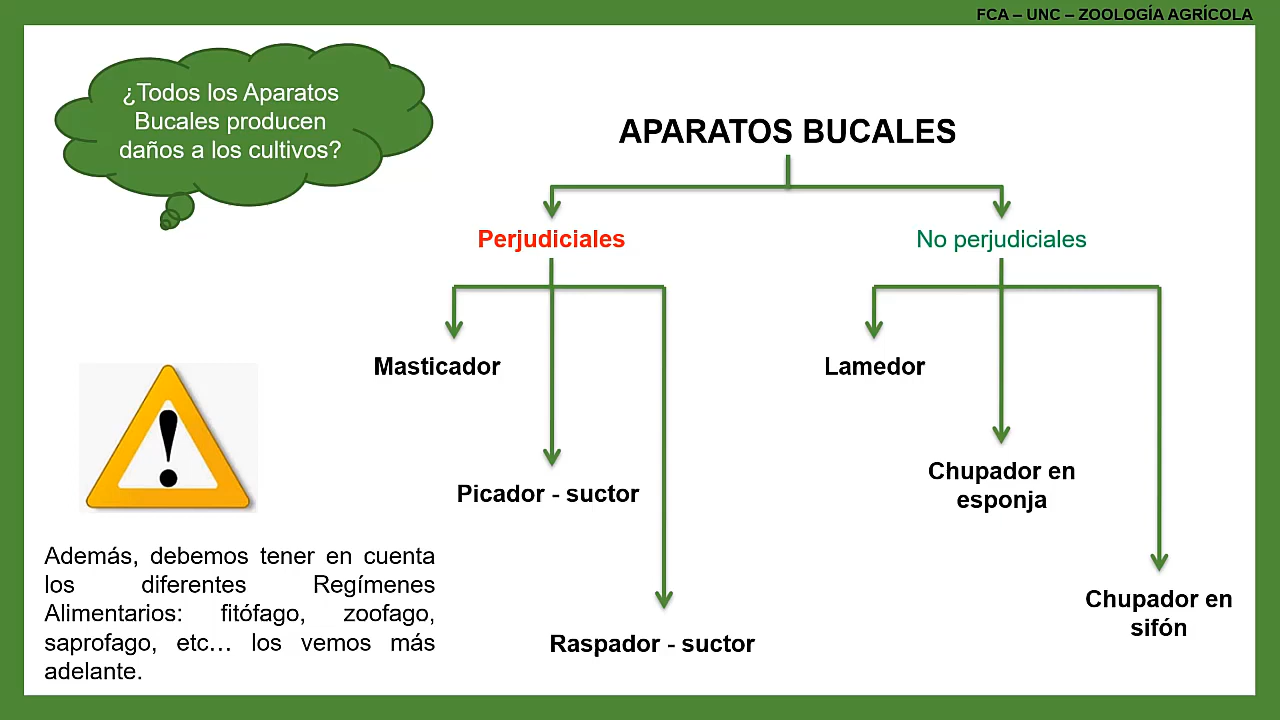 FCA – UNC – ZOOLOGÍA AGRÍCOLA
¿Todos los Aparatos
Bucales producen
daños a los cultivos?
APARATOS BUCALES
Perjudiciales
No perjudiciales
Masticador
Lamedor
Picador - suctor
Chupador en
esponja
Raspador - suctor
Chupador en
sifón
Además, debemos tener en cuenta
los diferentes Regímenes
Alimentarios: fitófago, zoofago,
saprofago, etc... los vemos más
adelante.